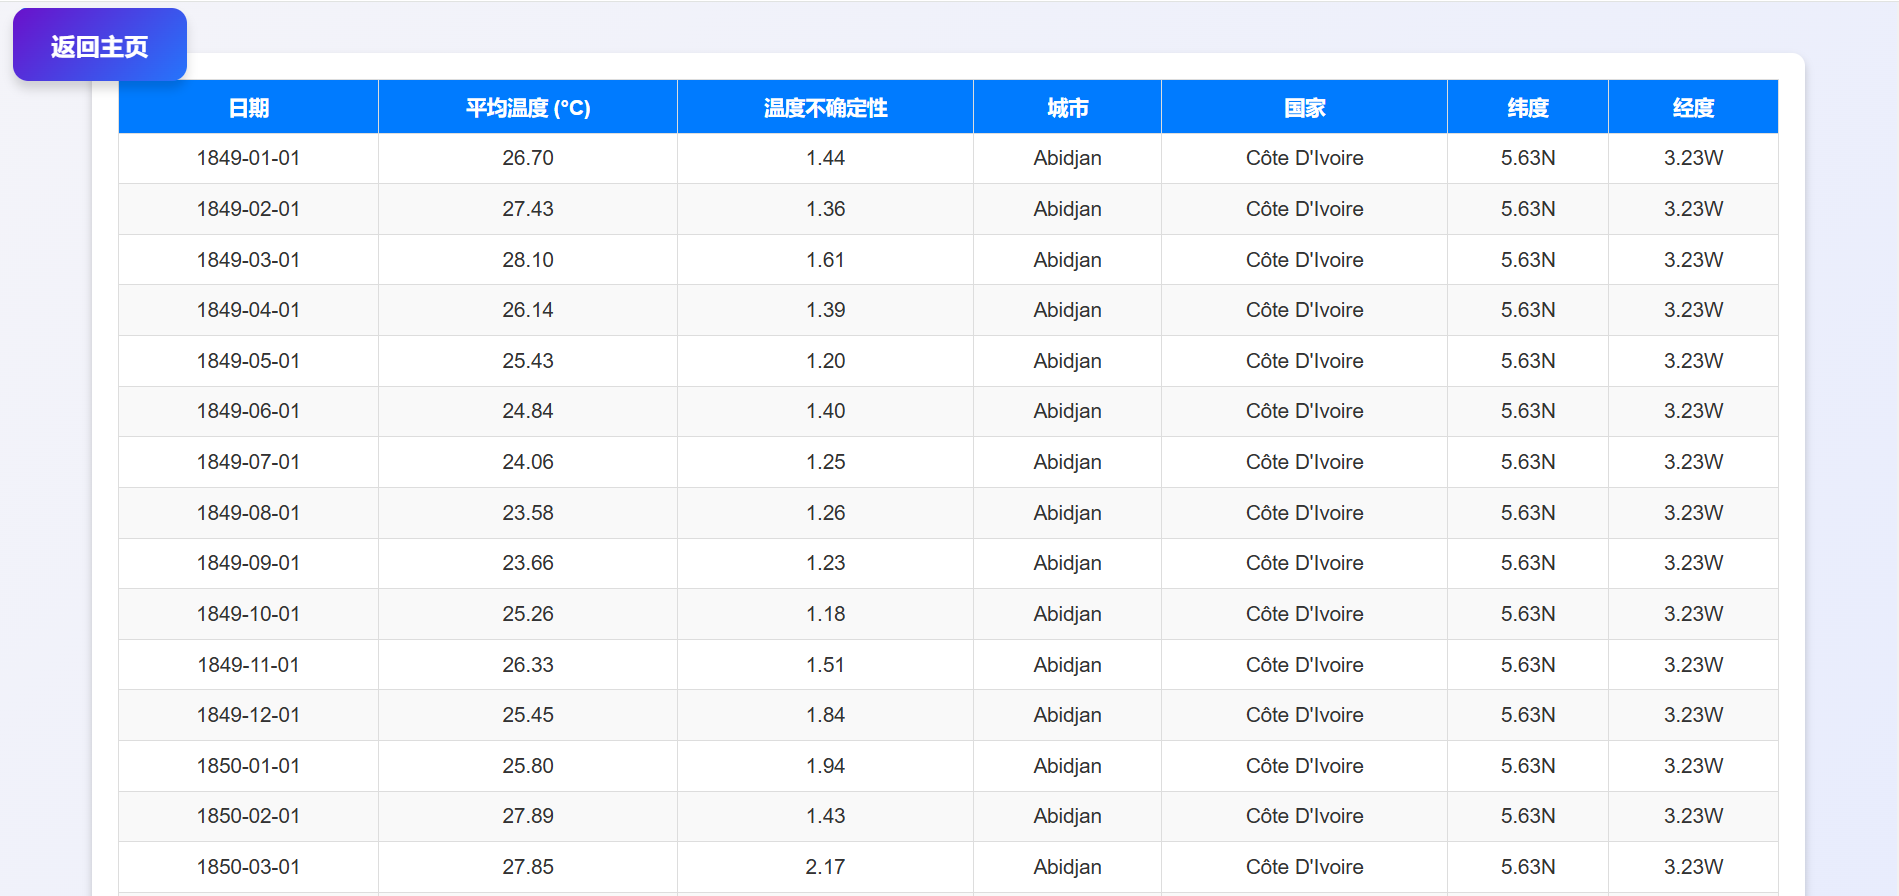 返回主页
日期 平均温度 (°C) 温度不确定性 城市 国家 纬度 经度
1849-01-01 26.70 1.44 Abidjan Côte D'Ivoire 5.63N 3.23W
1849-02-01 27.43 1.36 Abidjan Côte D'Ivoire 5.63N 3.23W
1849-03-01 28.10 1.61 Abidjan Côte D'Ivoire 5.63N 3.23W
1849-04-01 26.14 1.39 Abidjan Côte D'Ivoire 5.63N 3.23W
1849-05-01 25.43 1.20 Abidjan Côte D'Ivoire 5.63N 3.23W
1849-06-01 24.84 1.40 Abidjan Côte D'Ivoire 5.63N 3.23W
1849-07-01 24.06 1.25 Abidjan Côte D'Ivoire 5.63N 3.23W
1849-08-01 23.58 1.26 Abidjan Côte D'Ivoire 5.63N 3.23W
1849-09-01 23.66 1.23 Abidjan Côte D'Ivoire 5.63N 3.23W
1849-10-01 25.26 1.18 Abidjan Côte D'Ivoire 5.63N 3.23W
1849-11-01 26.33 1.51 Abidjan Côte D'Ivoire 5.63N 3.23W
1849-12-01 25.45 1.84 Abidjan Côte D'Ivoire 5.63N 3.23W
1850-01-01 25.80 1.94 Abidjan Côte D'Ivoire 5.63N 3.23W
1850-02-01 27.89 1.43 Abidjan Côte D'Ivoire 5.63N 3.23W
1850-03-01 27.85 2.17 Abidjan Côte D'Ivoire 5.63N 3.23W